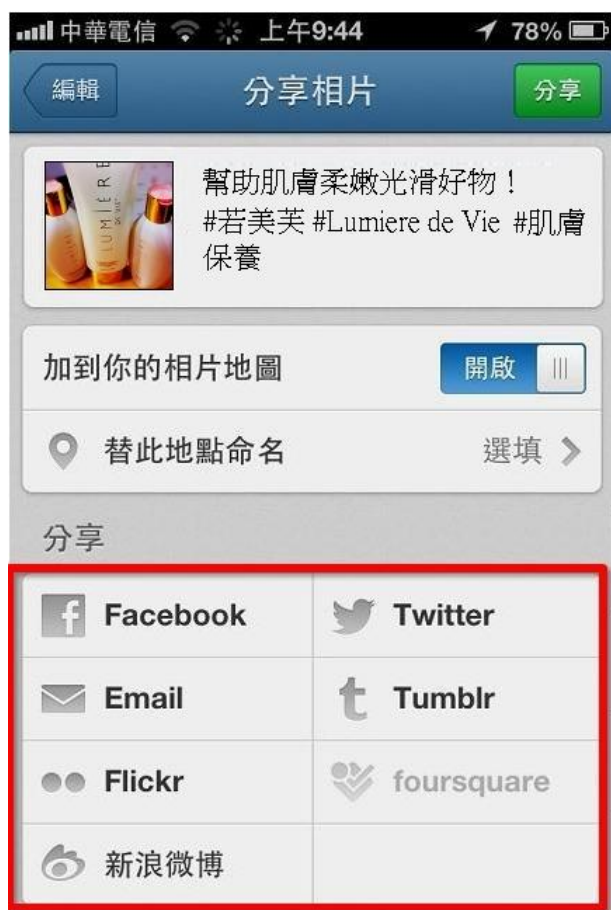 中華電信 上午9:44 78%
編輯 分享相片 分享
LUMIÈRE
DE VIE
幫助肌膚柔嫩光滑好物！
#若美芙 #Lumiere de Vie #肌膚
保養
加到你的相片地圖 開啟
替此地點命名 選填
分享
Facebook Twitter
Email Tumblr
Flickr foursquare
新浪微博